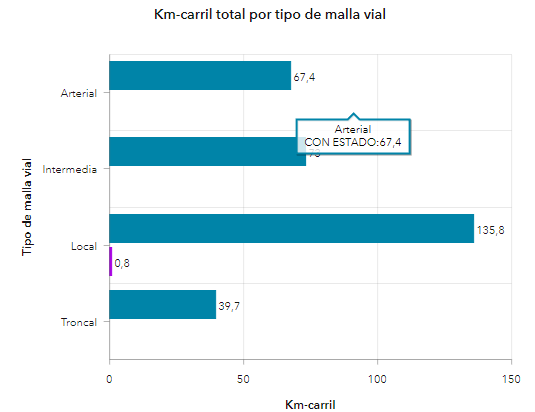 Km-carril total por tipo de malla vial
Tipo de malla vial
Arterial
67,4
Arterial
CON ESTADO:67,4
Intermedia
Local
135,8
0,8
Troncal
39,7
0
50
100
150
Km-carril